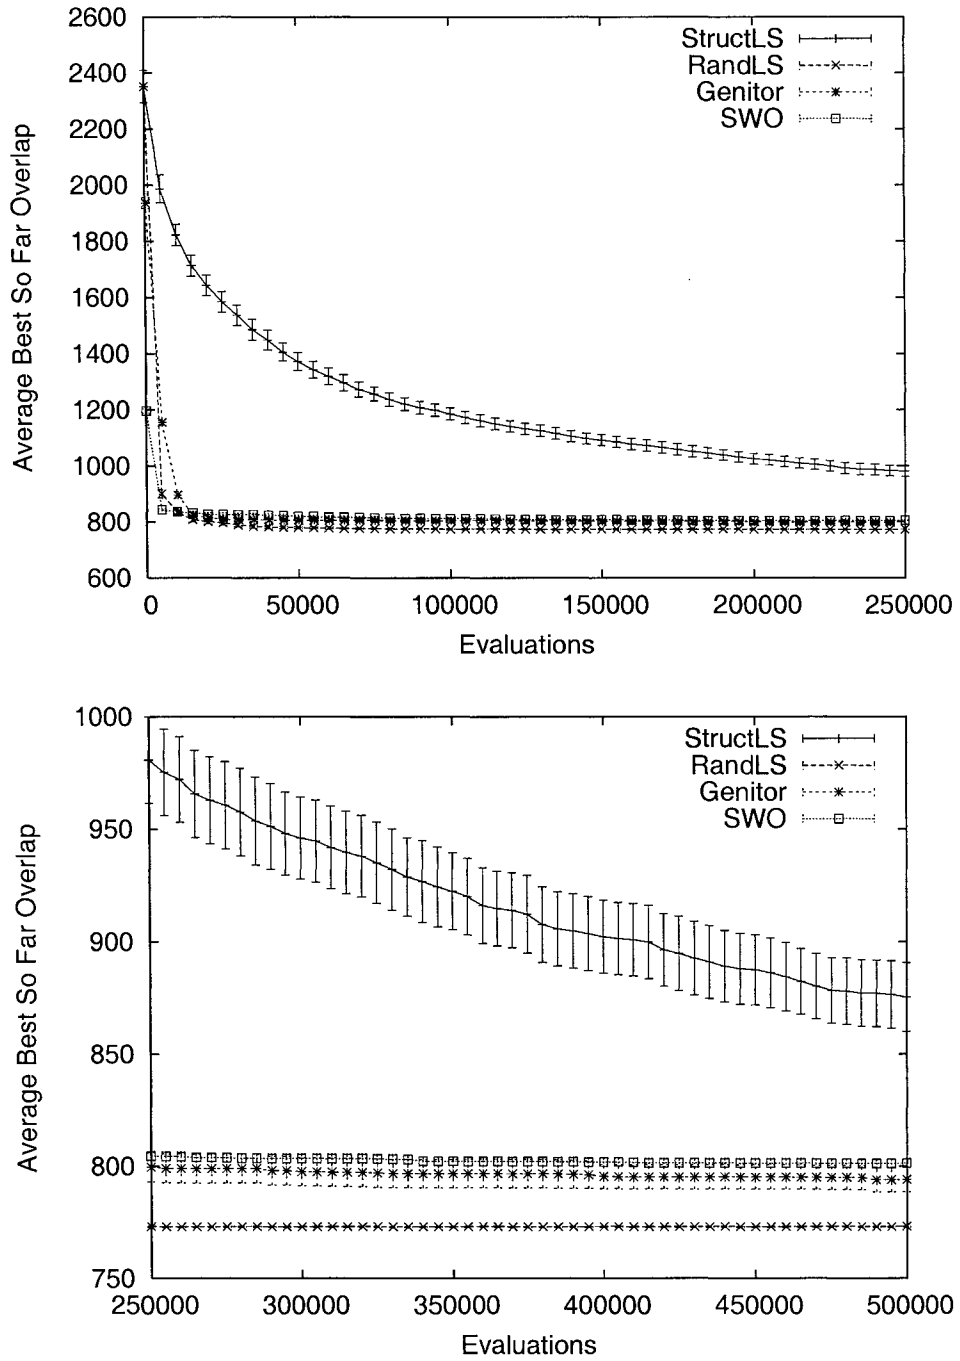 2600
2400
2200
2000
1800
1600
1400
1200
1000
800
600
Average Best So Far Overlap
StructLS
RandLS
Genitor
SWO
0 50000 100000 150000 200000 250000
Evaluations
1000
950
900
850
800
750
Average Best So Far Overlap
StructLS
RandLS
Genitor
SWO
250000 300000 350000 400000 450000 500000
Evaluations